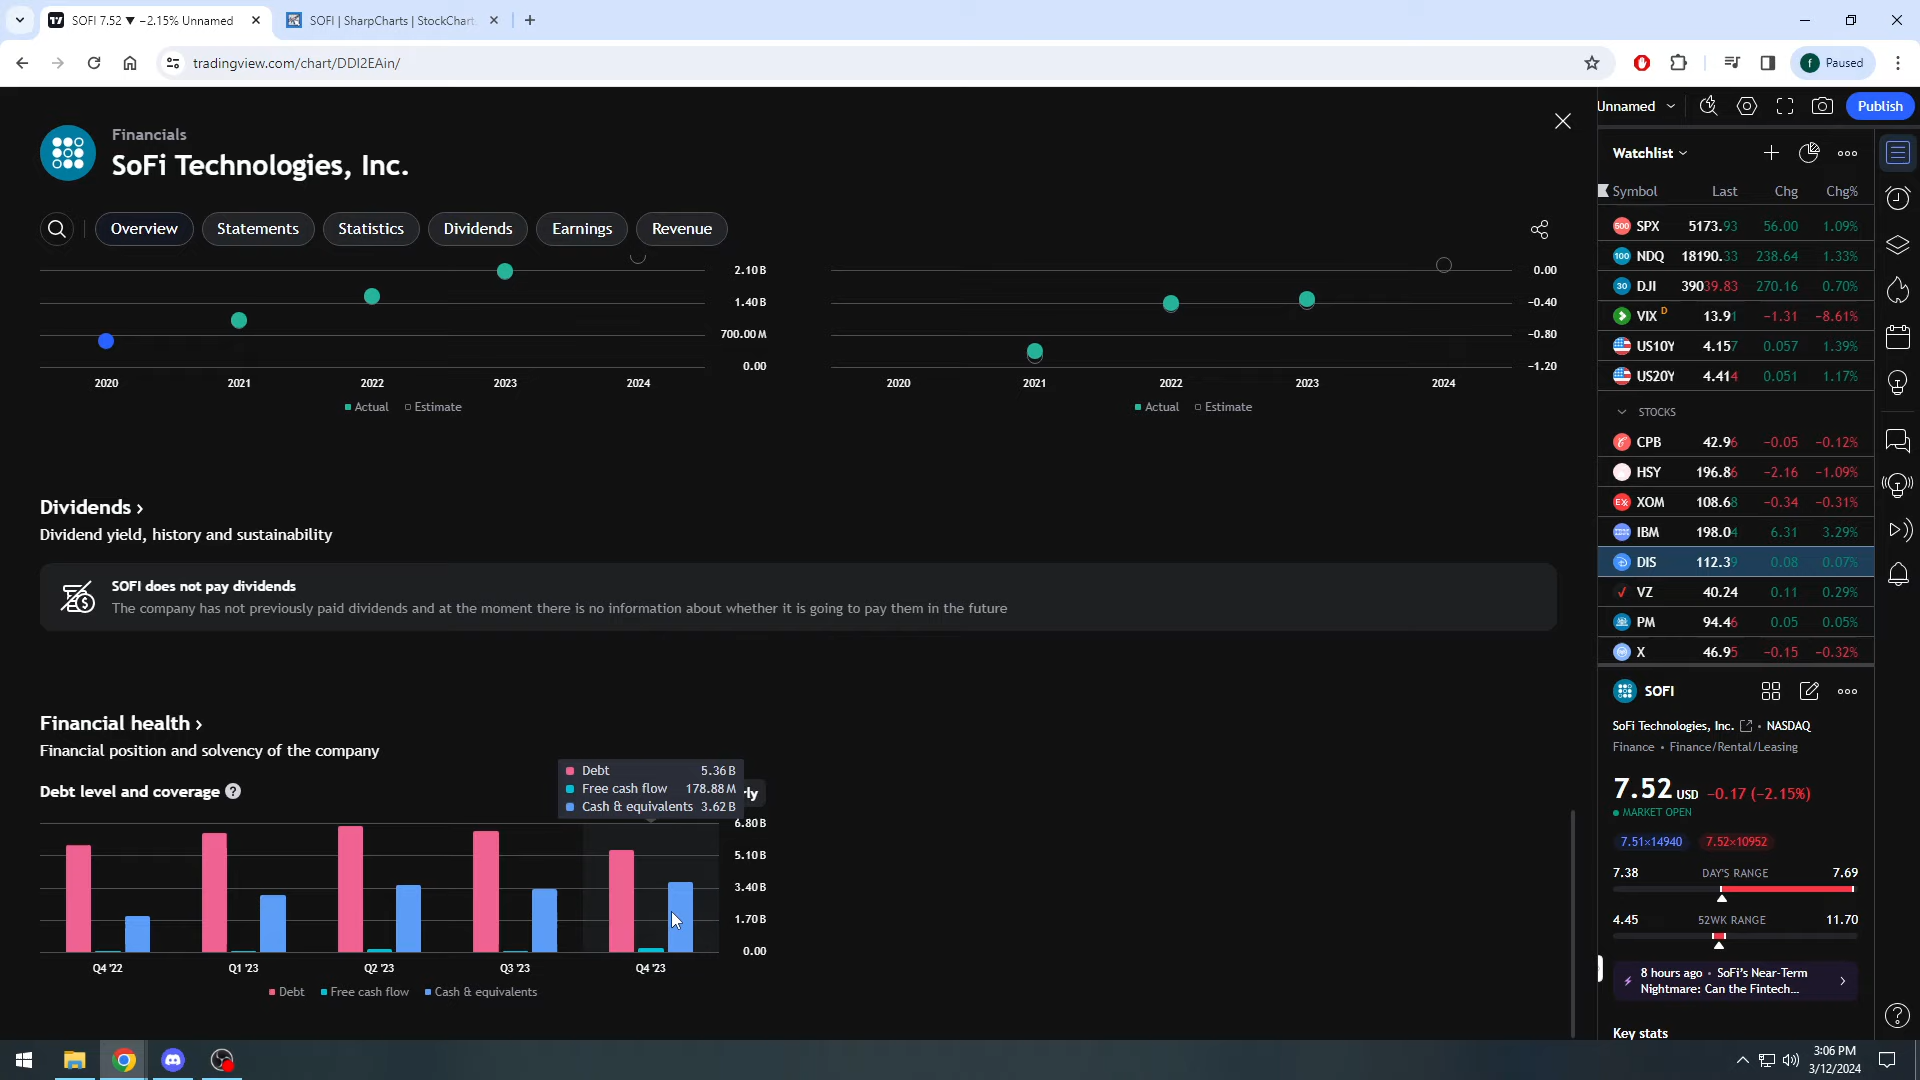 SOFI 7.52 ▼ −2.15% Unnamed
SOFI | SharpCharts | StockChart
tradingview.com/chart/DDI2EAin/
f Paused
Financials
SoFi Technologies, Inc.
Overview
Statements
Statistics
Dividends
Earnings
Revenue
2.10 B
1.40 B
700.00 M
0.00
2020 2021 2022 2023 2024
Actual Estimate
0.00
−0.40
−0.80
−1.20
2020 2021 2022 2023 2024
Actual Estimate
Dividends ›
Dividend yield, history and sustainability
SOFI does not pay dividends
The company has not previously paid dividends and at the moment there is no information about whether it is going to pay them in the future
Financial health ›
Financial position and solvency of the company
Debt level and coverage ?
Debt 5.36 B
Free cash flow 178.88 M
Cash & equivalents 3.62 B
rly
6.80 B
5.10 B
3.40 B
1.70 B
0.00
Q4 '22 Q1 '23 Q2 '23 Q3 '23 Q4 '23
Debt Free cash flow Cash & equivalents
Unnamed
Publish
Watchlist
Symbol Last Chg Chg%
500 SPX 5173.93 56.00 1.09%
100 NDQ 18190.33 238.64 1.33%
30 DJI 39039.83 270.16 0.70%
VIX D 13.91 −1.31 −8.61%
US10Y 4.157 0.057 1.39%
US20Y 4.414 0.051 1.17%
STOCKS
CPB 42.96 −0.05 −0.12%
HSY 196.86 −2.16 −1.09%
XOM 108.68 −0.34 −0.31%
IBM 198.04 6.31 3.29%
DIS 112.39 0.08 0.07%
VZ 40.24 0.11 0.29%
PM 94.46 0.05 0.05%
X 46.95 −0.15 −0.32%
SOFI
SoFi Technologies, Inc. • NASDAQ
Finance • Finance/Rental/Leasing
7.52 USD −0.17 (−2.15%)
MARKET OPEN
7.51×14940 7.52×10952
7.38 DAY'S RANGE 7.69
4.45 52WK RANGE 11.70
8 hours ago • SoFi's Near-Term
Nightmare: Can the Fintech...
Key stats
3:06 PM
3/12/2024